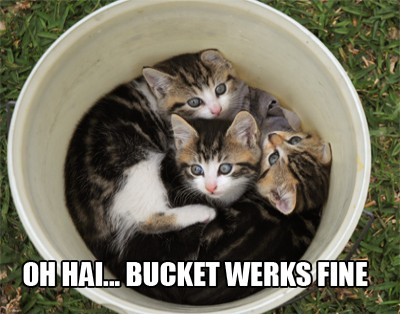 OH HAI... BUCKET WERKS FINE